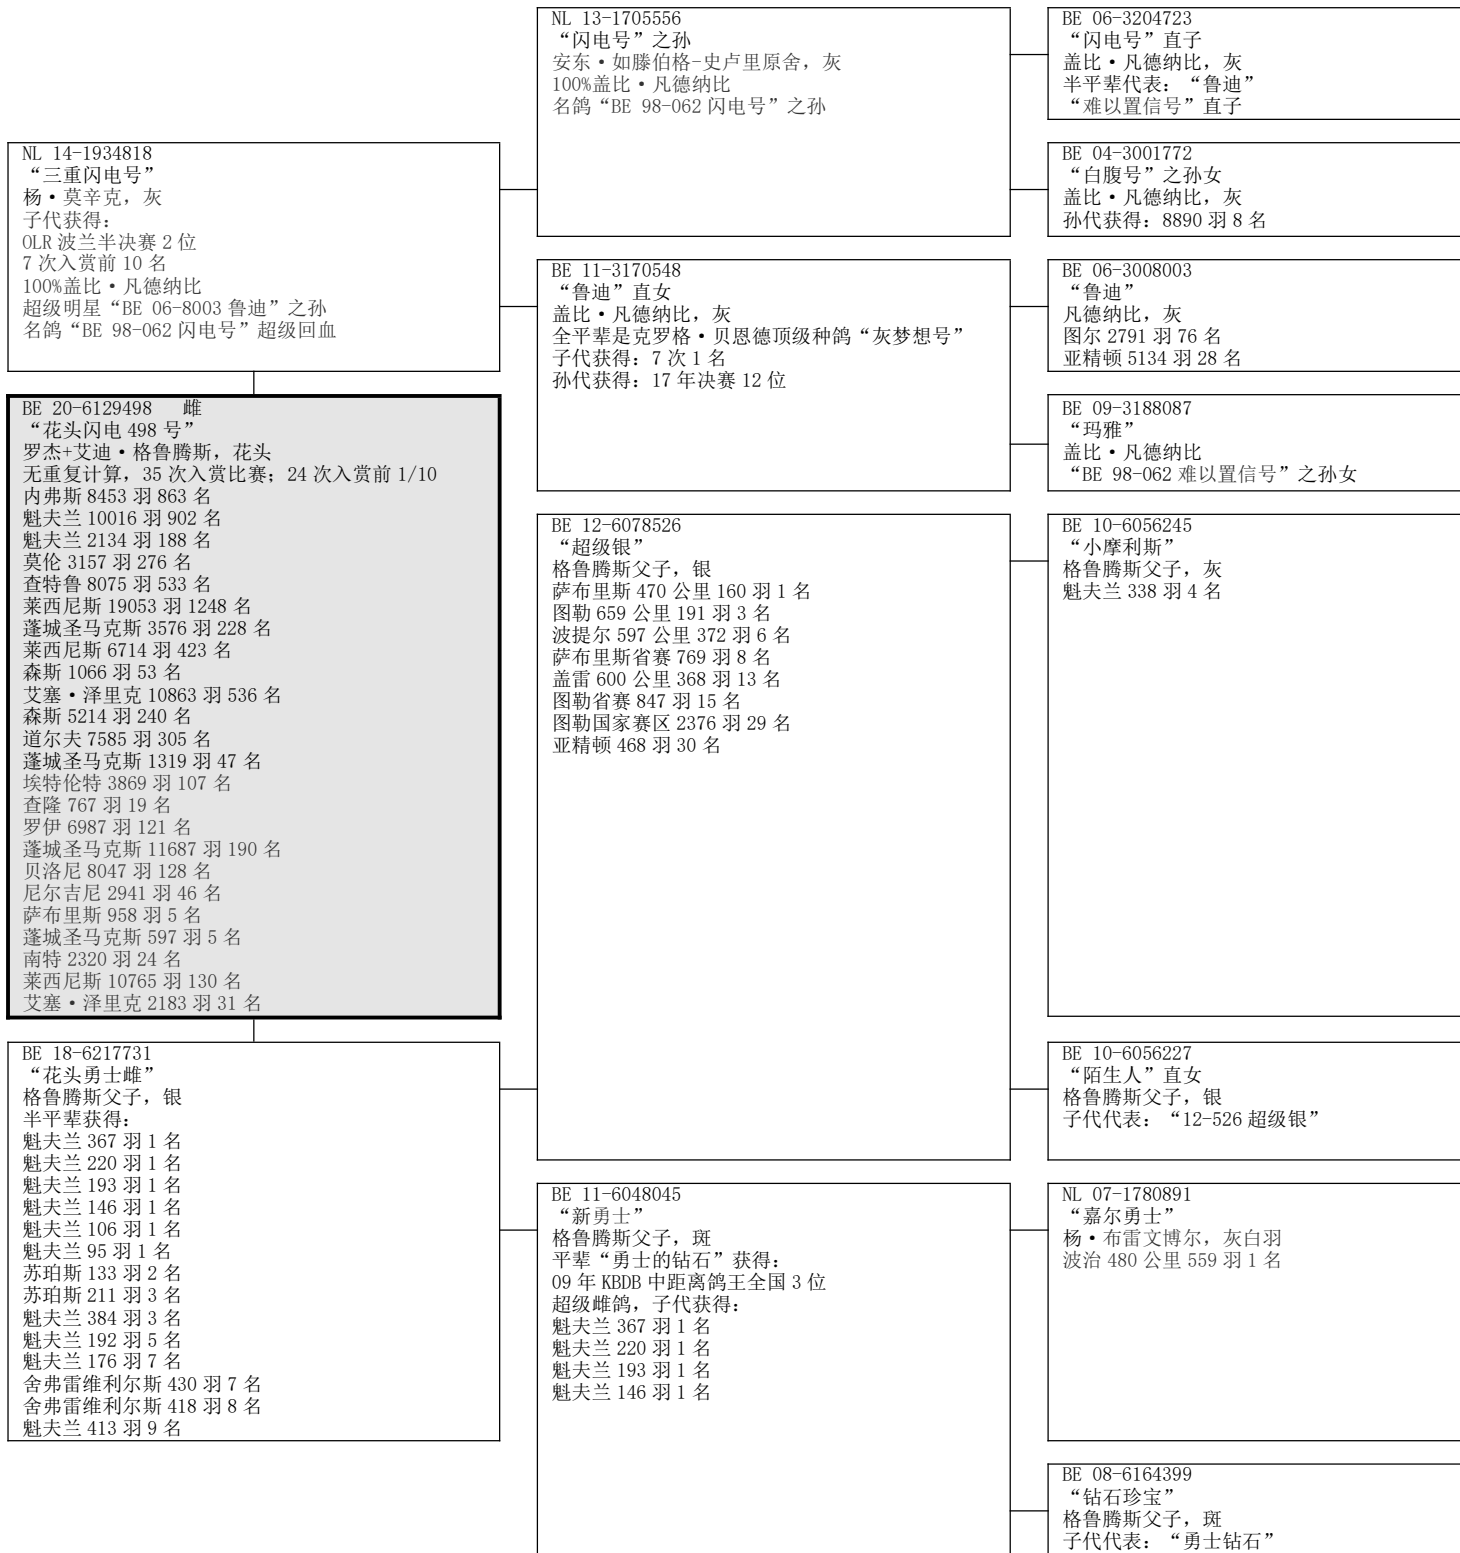 NL 14-1934818
“三重闪电号”
杨•莫辛克，灰
子代获得：
OLR 波兰半决赛 2 位
7 次入赏前 10 名
100%盖比•凡德纳比
超级明星“BE 06-8003 鲁迪”之孙
名鸽“BE 98-062 闪电号”超级回血
BE 20-6129498 雌
“花头闪电 498 号”
罗杰+艾迪•格鲁腾斯，花头
无重复计算，35 次入赏比赛；24 次入赏前 1/10
内弗斯 8453 羽 863 名
魁夫兰 10016 羽 902 名
魁夫兰 2134 羽 188 名
莫伦 3157 羽 276 名
查特鲁 8075 羽 533 名
莱西尼斯 19053 羽 1248 名
蓬城圣马克斯 3576 羽 228 名
莱西尼斯 6714 羽 423 名
森斯 1066 羽 53 名
艾塞•泽里克 10863 羽 536 名
森斯 5214 羽 240 名
道尔夫 7585 羽 305 名
蓬城圣马克斯 1319 羽 47 名
埃特伦特 3869 羽 107 名
查隆 767 羽 19 名
罗伊 6987 羽 121 名
蓬城圣马克斯 11687 羽 190 名
贝洛尼 8047 羽 128 名
尼尔吉尼 2941 羽 46 名
萨布里斯 958 羽 5 名
蓬城圣马克斯 597 羽 5 名
南特 2320 羽 24 名
莱西尼斯 10765 羽 130 名
艾塞•泽里克 2183 羽 31 名
BE 18-6217731
“花头勇士雌”
格鲁腾斯父子，银
半平辈获得：
魁夫兰 367 羽 1 名
魁夫兰 220 羽 1 名
魁夫兰 193 羽 1 名
魁夫兰 146 羽 1 名
魁夫兰 106 羽 1 名
魁夫兰 95 羽 1 名
苏珀斯 133 羽 2 名
苏珀斯 211 羽 3 名
魁夫兰 384 羽 3 名
魁夫兰 192 羽 5 名
魁夫兰 176 羽 7 名
舍弗雷维利尔斯 430 羽 7 名
舍弗雷维利尔斯 418 羽 8 名
魁夫兰 413 羽 9 名
NL 13-1705556
“闪电号”之孙
安东•如滕伯格-史卢里原舍，灰
100%盖比•凡德纳比
名鸽“BE 98-062 闪电号”之孙
BE 11-3170548
“鲁迪”直女
盖比•凡德纳比，灰
全平辈是克罗格•贝恩德顶级种鸽“灰梦想号”
子代获得：7 次 1 名
孙代获得：17 年决赛 12 位
BE 12-6078526
“超级银”
格鲁腾斯父子，银
萨布里斯 470 公里 160 羽 1 名
图勒 659 公里 191 羽 3 名
波提尔 597 公里 372 羽 6 名
萨布里斯省赛 769 羽 8 名
盖雷 600 公里 368 羽 13 名
图勒省赛 847 羽 15 名
图勒国家赛区 2376 羽 29 名
亚精顿 468 羽 30 名
BE 11-6048045
“新勇士”
格鲁腾斯父子，斑
平辈“勇士的钻石”获得：
09 年 KBDB 中距离鸽王全国 3 位
超级雌鸽，子代获得：
魁夫兰 367 羽 1 名
魁夫兰 220 羽 1 名
魁夫兰 193 羽 1 名
魁夫兰 146 羽 1 名
BE 06-3204723
“闪电号”直子
盖比•凡德纳比，灰
半平辈代表：“鲁迪”
“难以置信号”直子
BE 04-3001772
“白腹号”之孙女
盖比•凡德纳比，灰
孙代获得：8890 羽 8 名
BE 06-3008003
“鲁迪”
凡德纳比，灰
图尔 2791 羽 76 名
亚精顿 5134 羽 28 名
BE 09-3188087
“玛雅”
盖比•凡德纳比
“BE 98-062 难以置信号”之孙女
BE 10-6056245
“小摩利斯”
格鲁腾斯父子，灰
魁夫兰 338 羽 4 名
BE 10-6056227
“陌生人”直女
格鲁腾斯父子，银
子代代表：“12-526 超级银”
NL 07-1780891
“嘉尔勇士”
杨•布雷文博尔，灰白羽
波治 480 公里 559 羽 1 名
BE 08-6164399
“钻石珍宝”
格鲁腾斯父子，斑
子代代表：“勇士钻石”